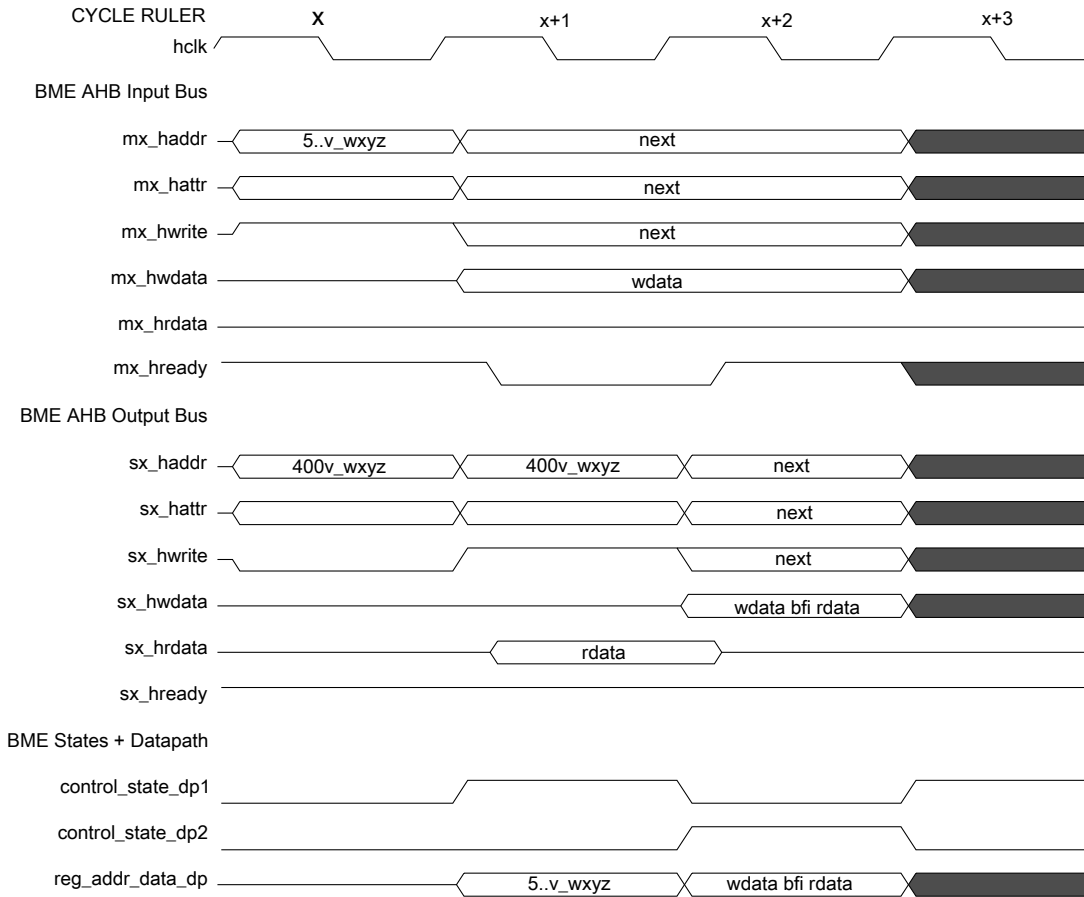 CYCLE RULER x x+1 x+2 x+3
hclk
BME AHB Input Bus
mx_haddr 5..v_wxyz next
mx_hattr next
mx_hwrite next
mx_hwdata wdata
mx_hrdata
mx_hready
BME AHB Output Bus
sx_haddr 400v_wxyz 400v_wxyz next
sx_hattr next
sx_hwrite next
sx_hwdata wdata bfi rdata
sx_hrdata rdata
sx_hready
BME States + Datapath
control_state_dp1
control_state_dp2
reg_addr_data_dp 5..v_wxyz wdata bfi rdata